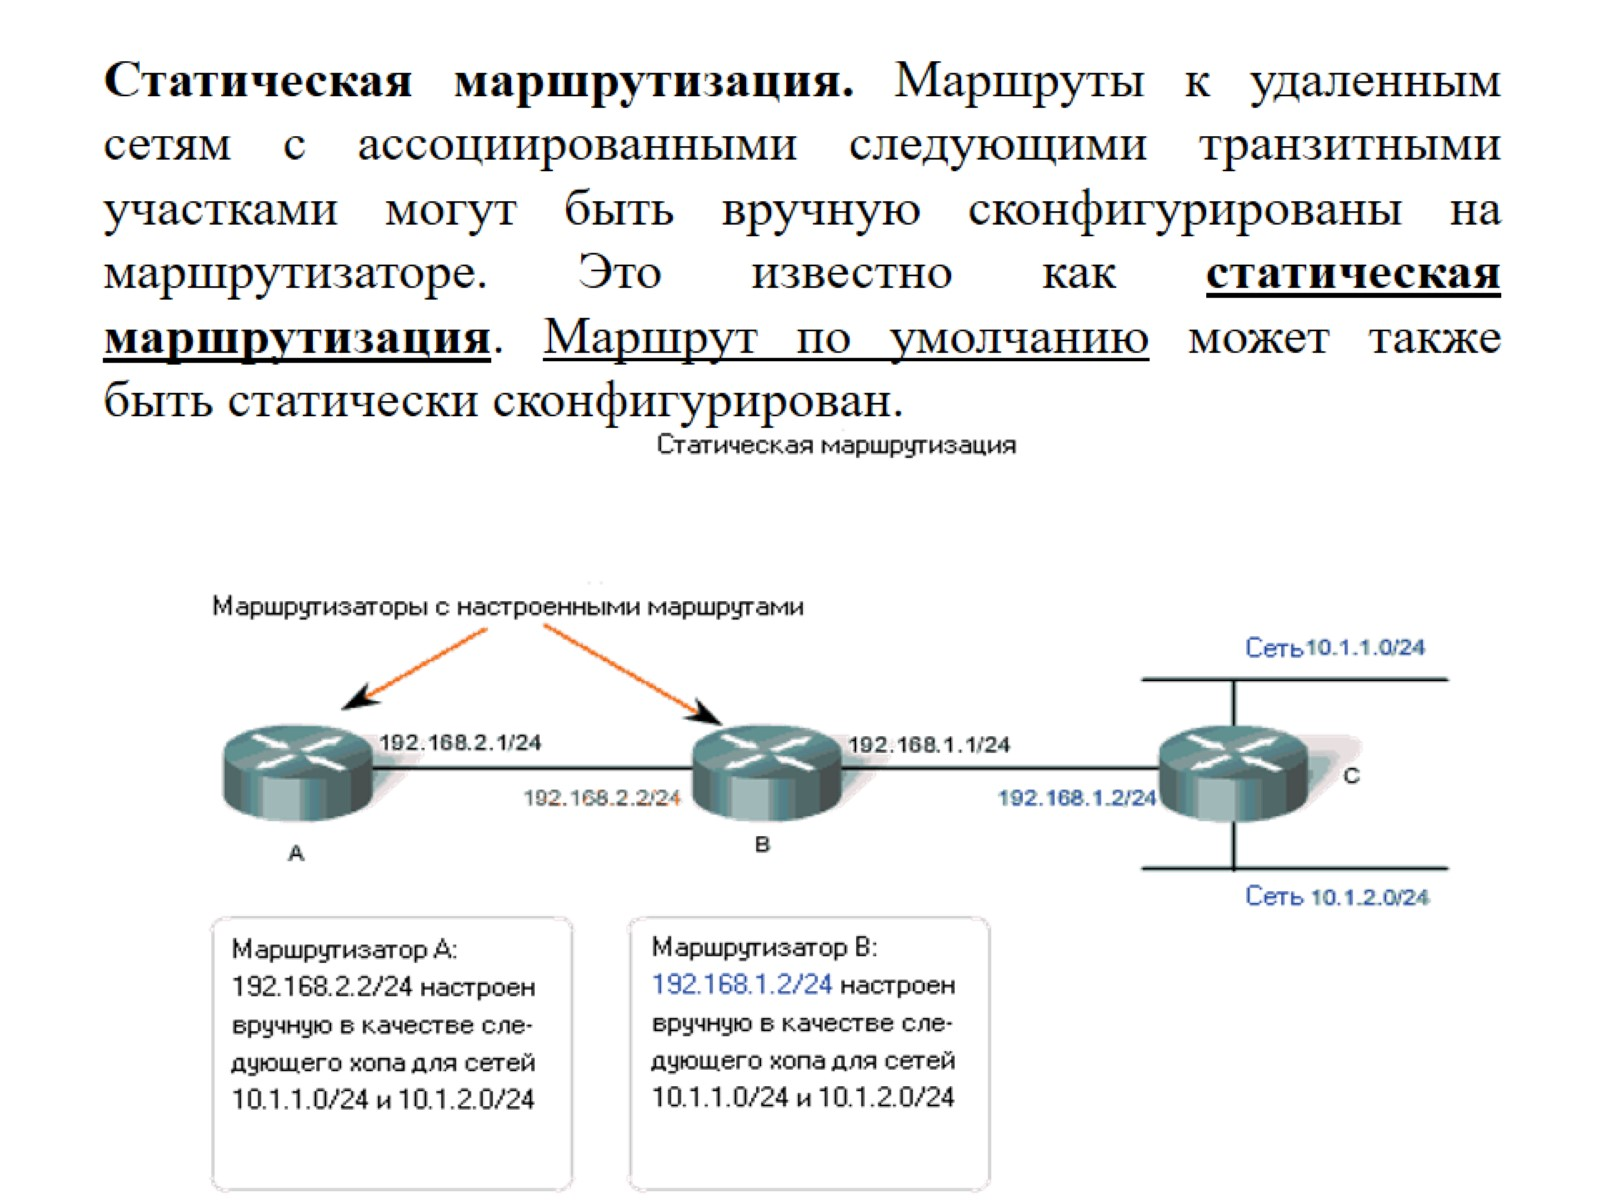 Статическая маршрутизация. Маршруты к удаленным
сетям с ассоциированными следующими транзитными
участками могут быть вручную сконфигурированы на
маршрутизаторе. Это известно как статическая
маршрутизация. Маршрут по умолчанию может также
быть статически сконфигурирован.
Статическая маршрутизация
Маршрутизаторы с настроенными маршрутами
Сеть 10.1.1.0/24
192.168.2.1/24
192.168.1.1/24
C
192.168.2.2/24
192.168.1.2/24
A
B
Сеть 10.1.2.0/24
Маршрутизатор А:
192.168.2.2/24 настроен
вручную в качестве сле-
дующего хопа для сетей
10.1.1.0/24 и 10.1.2.0/24
Маршрутизатор В:
192.168.1.2/24 настроен
вручную в качестве сле-
дующего хопа для сетей
10.1.1.0/24 и 10.1.2.0/24